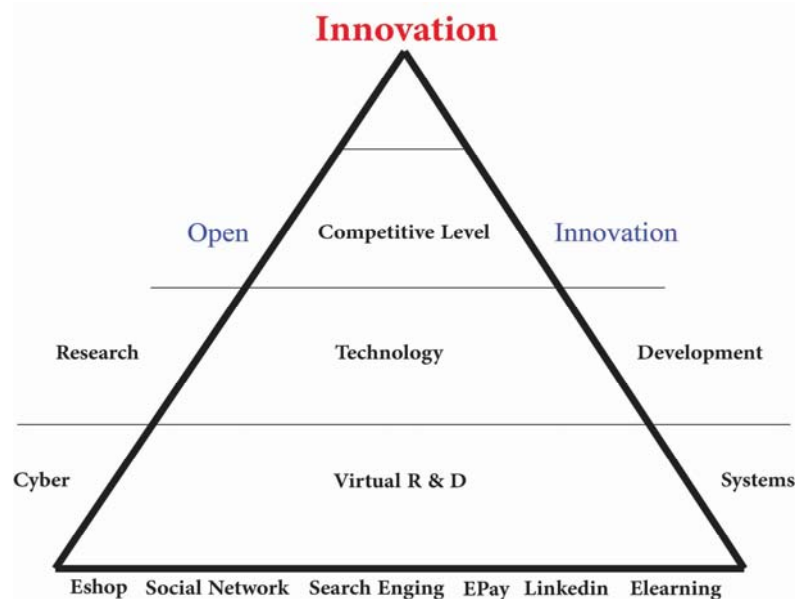 Innovation
Open Competitive Level Innovation
Research Technology Development
Cyber Virtual R & D Systems
Eshop Social Network Search Enging EPay Linkedin Elearning